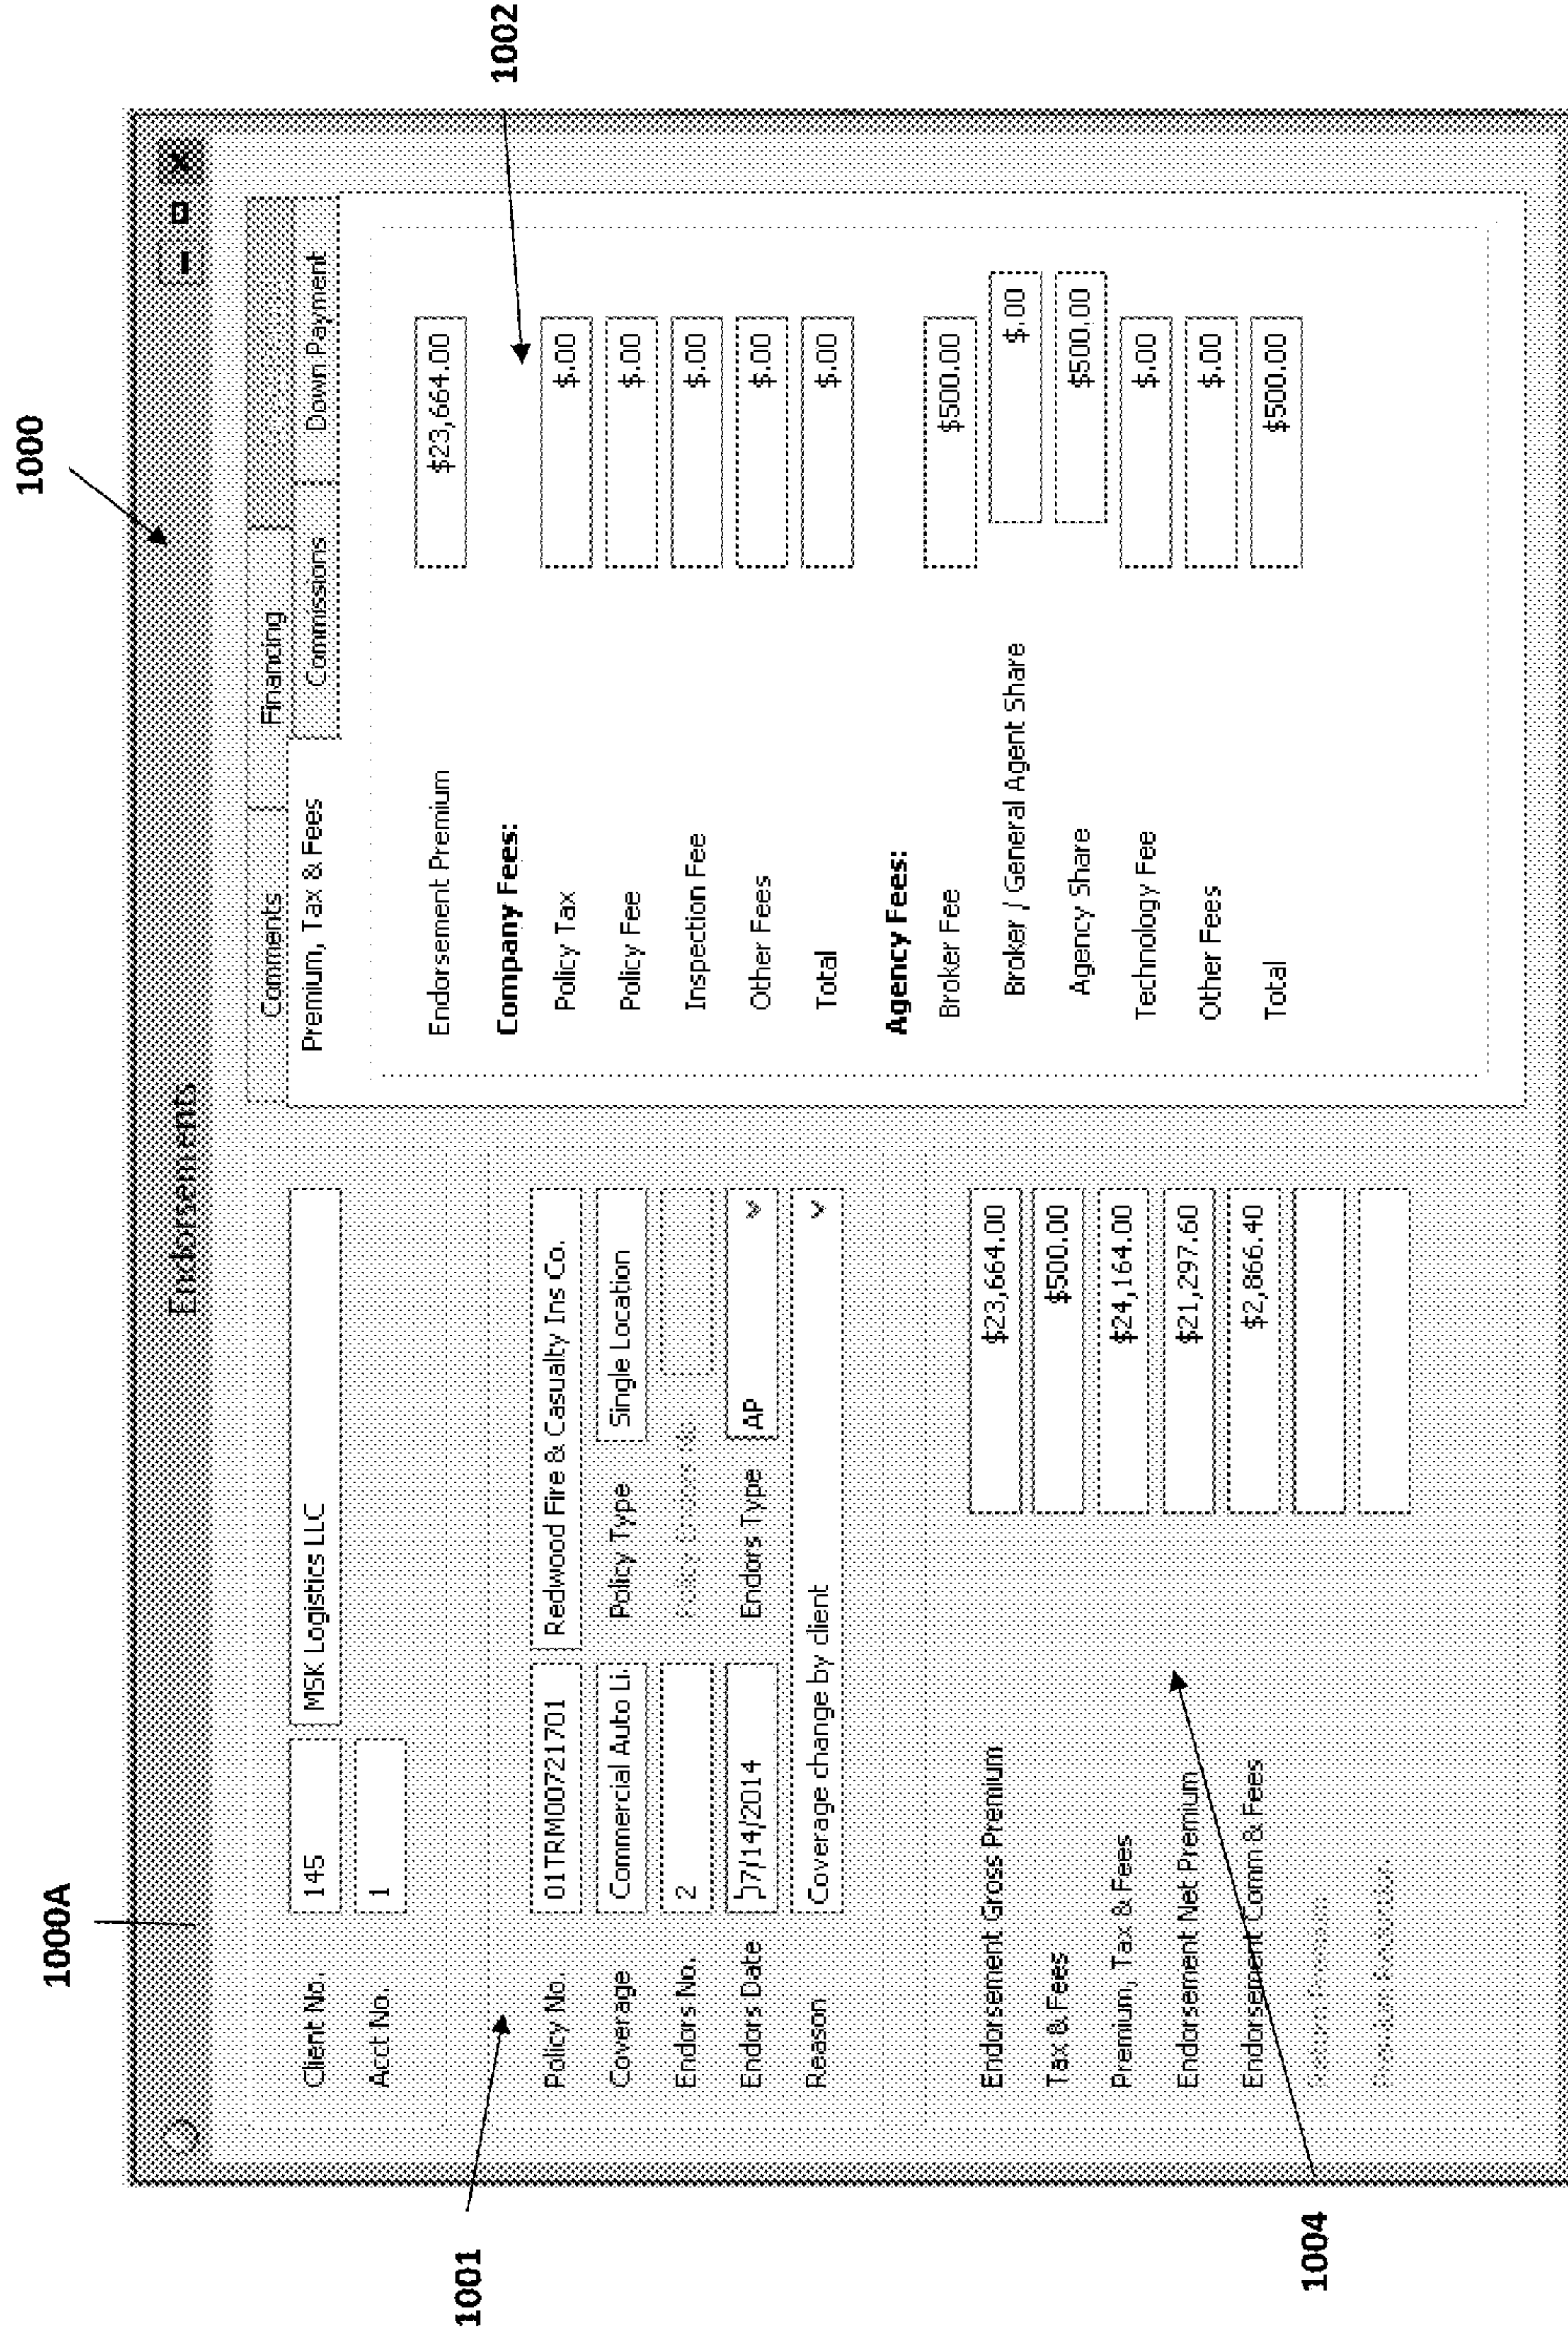 1000
1000A
Endorsements
1001
Client No. 145 MSK Logistics LLC
Acct No. 1
Policy No. 01TRM00721701 Redwood Fire & Casualty Ins Co.
Coverage Commercial Auto Li. Policy Type Single Location
Endors No. 2 Policy Endors No
Endors Date 07/14/2014 Endors Type AP
Reason Coverage change by client
Endorsement Gross Premium $23,664.00
Tax & Fees $500.00
Premium, Tax & Fees $24,164.00
Endorsement Net Premium $21,297.60
Endorsement Comm & Fees $2,866.40
Return Premium
1004
Comments Financing
Premium, Tax & Fees Commissions Down Payment
1002
Endorsement Premium $23,664.00
Company Fees:
Policy Tax $.00
Policy Fee $.00
Inspection Fee $.00
Other Fees $.00
Total $.00
Agency Fees:
Broker Fee $500.00
Broker / General Agent Share $.00
Agency Share $500.00
Technology Fee $.00
Other Fees $.00
Total $500.00